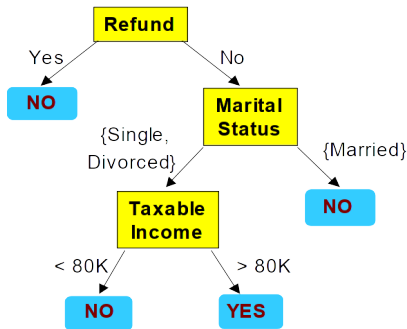 Refund
Yes
No
NO
Marital
Status
{Single,
Divorced}
{Married}
Taxable
Income
NO
< 80K
> 80K
NO
YES